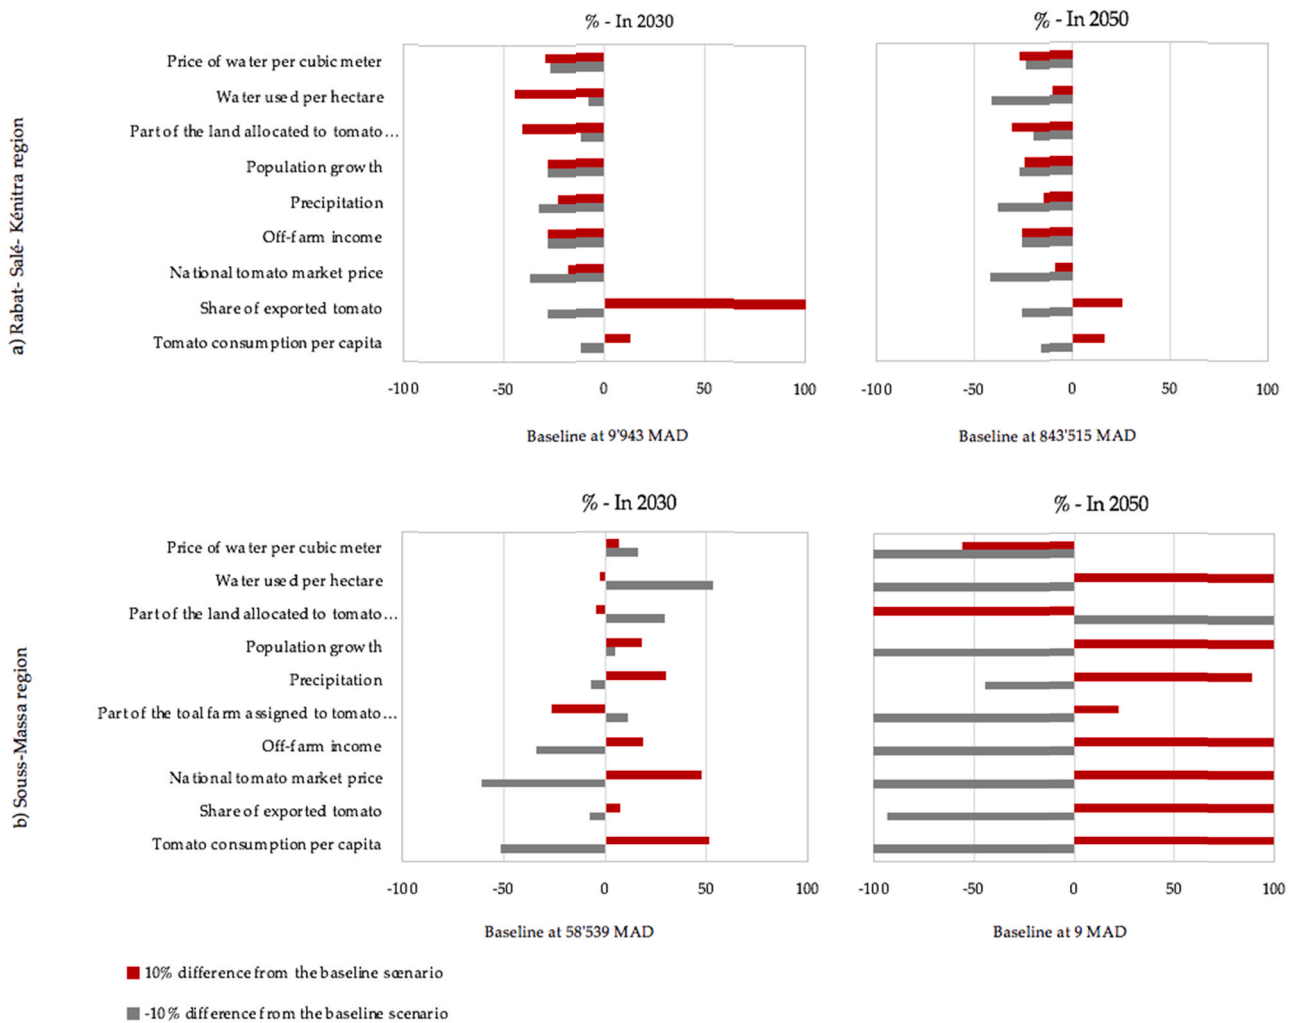 % - In 2030
% - In 2050
a) Rabat- Salé- Kénitra region
Price of water per cubic meter
Water used per hectare
Part of the land allocated to tomato...
Population growth
Precipitation
Off-farm income
National tomato market price
Share of exported tomato
Tomato consumption per capita
-100 -50 0 50 100
-100 -50 0 50 100
Baseline at 9'943 MAD
Baseline at 843'515 MAD
% - In 2030
% - In 2050
b) Souss-Massa region
Price of water per cubic meter
Water used per hectare
Part of the land allocated to tomato...
Population growth
Precipitation
Part of the toal farm assigned to tomato...
Off-farm income
National tomato market price
Share of exported tomato
Tomato consumption per capita
-100 -50 0 50 100
-100 -50 0 50 100
Baseline at 58'539 MAD
Baseline at 9 MAD
10% difference from the baseline scenario
-10% difference from the baseline scenario